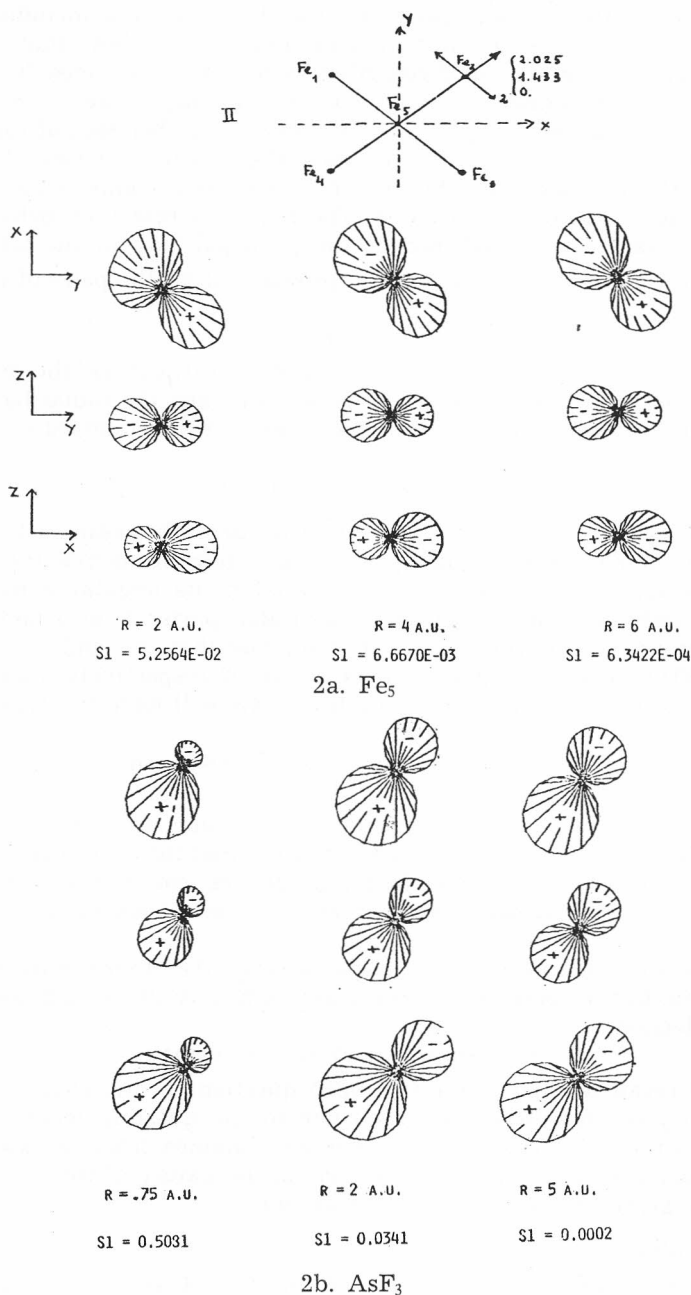 y
Fe₁
Fe₂
2.025
1.433
0.
2
II
Fe₅
x
Fe₄
Fe₃
X
Y
-
+
-
+
-
+
Z
Y
-
+
-
+
-
+
Z
X
+
-
+
-
+
-
R = 2 A.U.
R = 4 A.U.
R = 6 A.U.
S1 = 5.2564E-02
S1 = 6.6670E-03
S1 = 6.3422E-04
2a. Fe₅
-
+
-
+
-
+
-
+
-
+
-
+
-
+
-
+
-
+
R = .75 A.U.
R = 2 A.U.
R = 5 A.U.
S1 = 0.5031
S1 = 0.0341
S1 = 0.0002
2b. AsF₃